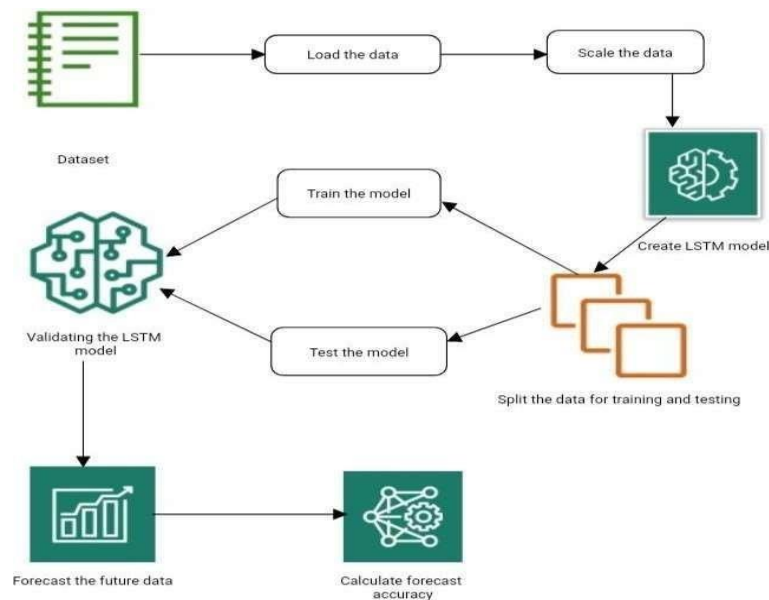 Load the data
Scale the data
Dataset
Create LSTM model
Train the model
Validating the LSTM
model
Test the model
Split the data for training and testing
Forecast the future data
Calculate forecast
accuracy